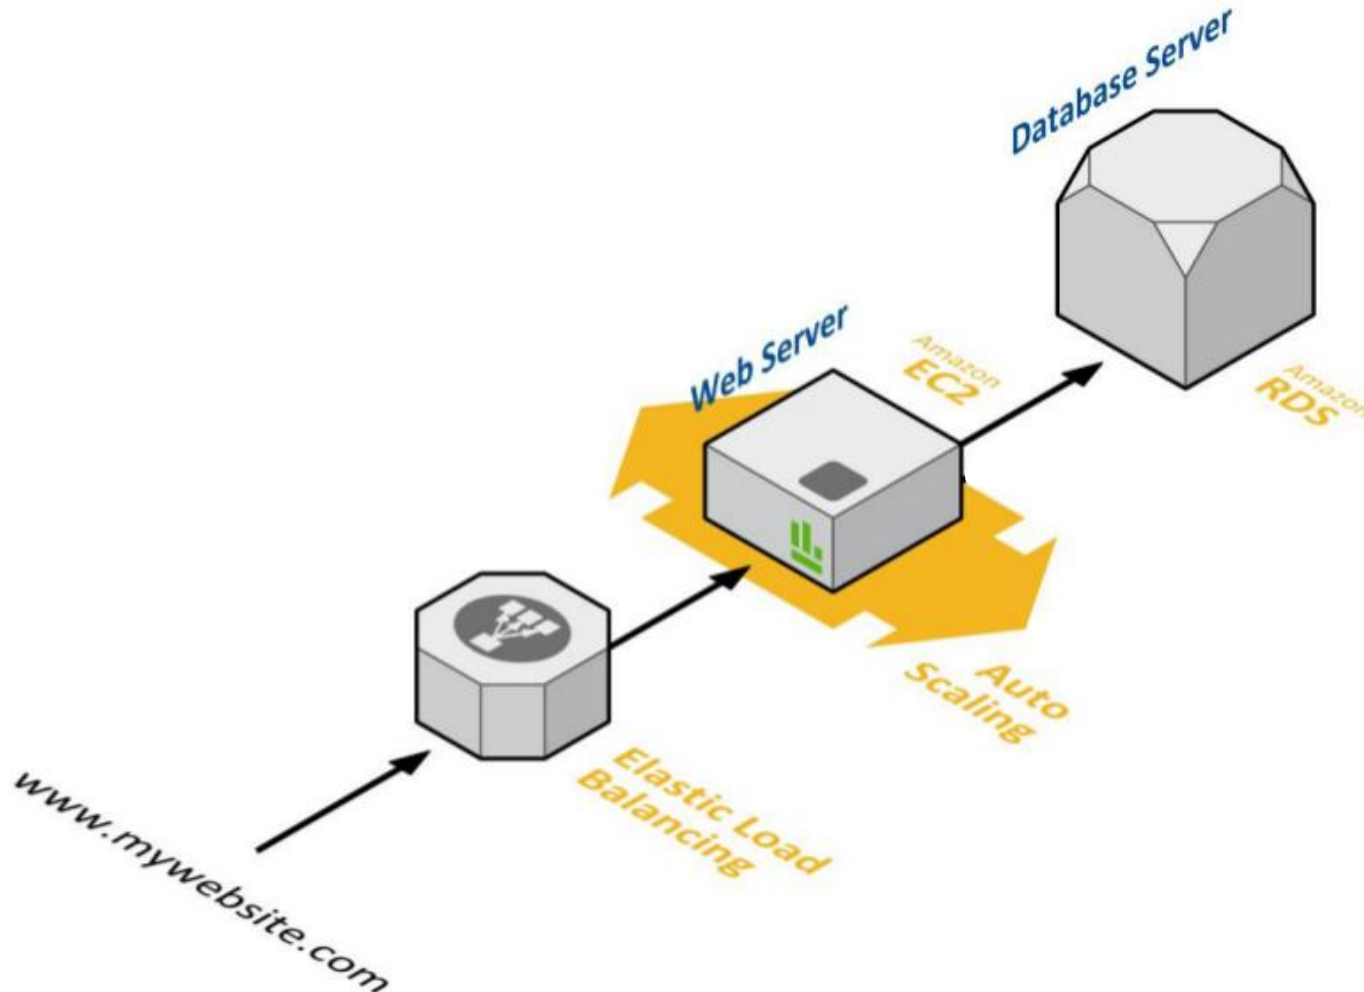 Database Server
Amazon
RDS
Web Server
Amazon
EC2
Auto
Scaling
Elastic Load
Balancing
www.mywebsite.com